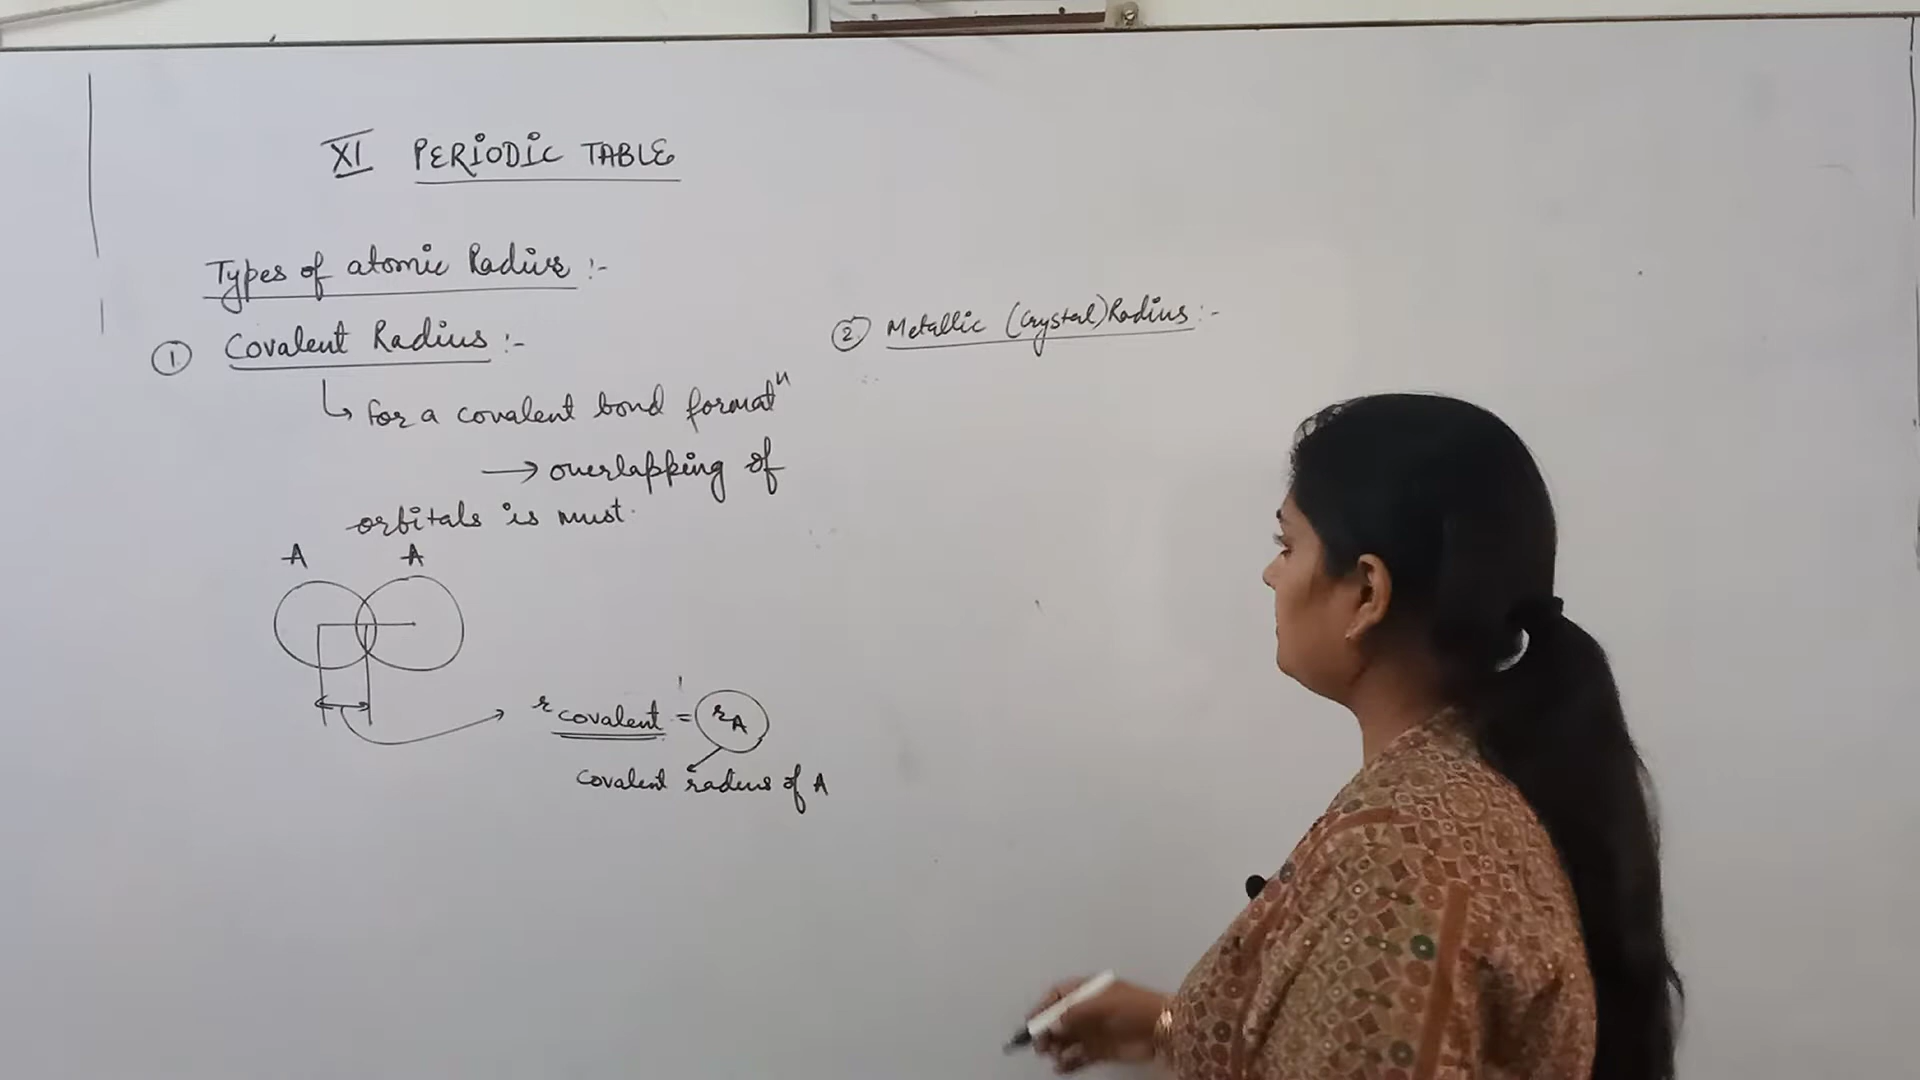 XI PERIODIC TABLE
Types of atomic Radius :-
① Covalent Radius :-
↳ For a covalent bond formatⁿ
→ overlapping of
orbitals is must.
A A
r covalent = r A
covalent radius of A
② Metallic (Crystal) Radius :-